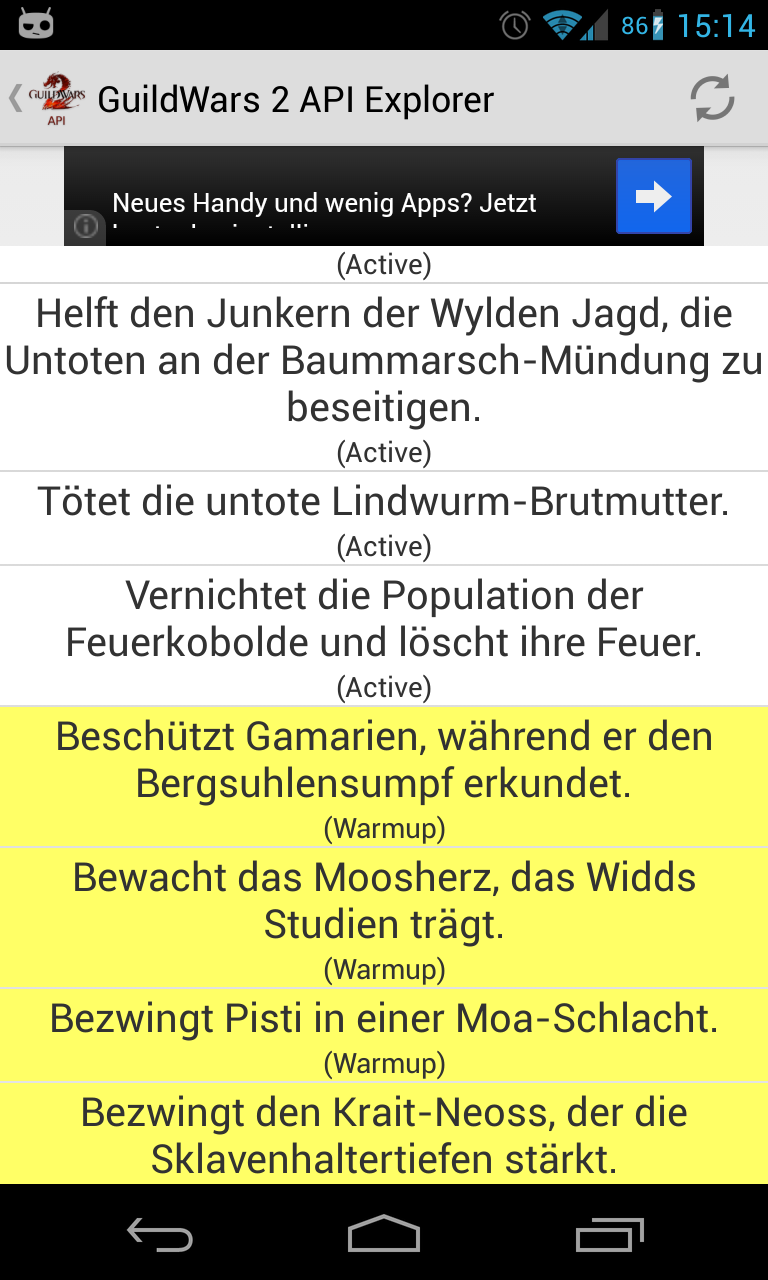 86 15:14
GUILDWARS
API
GuildWars 2 API Explorer
Neues Handy und wenig Apps? Jetzt
(Active)
Helft den Junkern der Wylden Jagd, die
Untoten an der Baummarsch-Mündung zu
beseitigen.
(Active)
Tötet die untote Lindwurm-Brutmutter.
(Active)
Vernichtet die Population der
Feuerkobolde und löscht ihre Feuer.
(Active)
Beschützt Gamarien, während er den
Bergsuhlensumpf erkundet.
(Warmup)
Bewacht das Moosherz, das Widds
Studien trägt.
(Warmup)
Bezwingt Pisti in einer Moa-Schlacht.
(Warmup)
Bezwingt den Krait-Neoss, der die
Sklavenhaltertiefen stärkt.